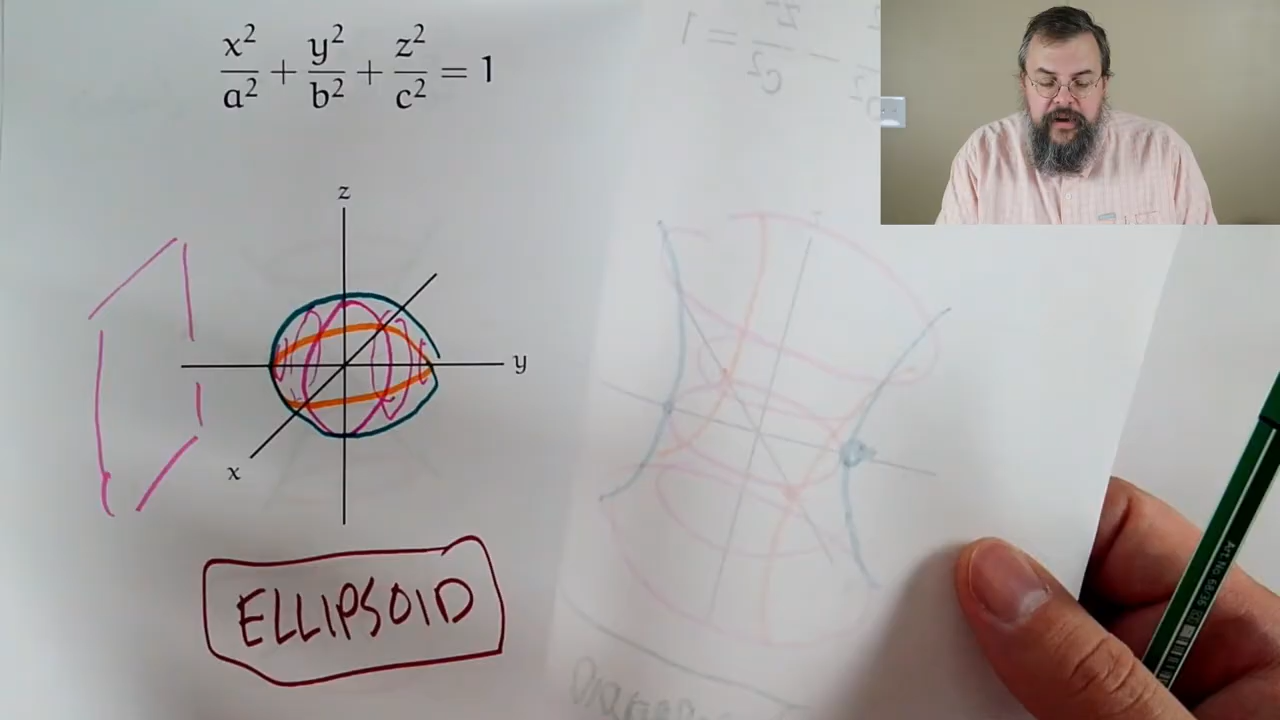 x²/a² + y²/b² + z²/c² = 1
z
y
x
ELLIPSOID